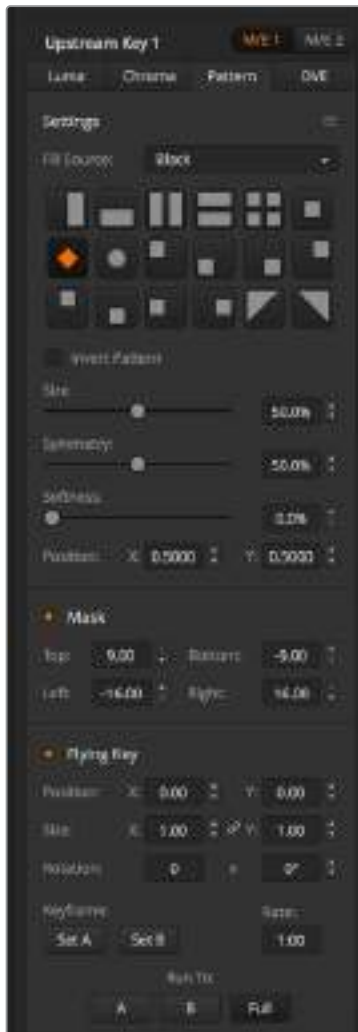 Upstream Key 1 M/E 1 M/E 2
Luma Chroma Pattern DVE
Settings
Fill Source: Black
Invert Pattern
Size:
50.0%
Symmetry:
50.0%
Softness:
0.0%
Position: X: 0.5000 Y: 0.5000
Mask
Top: 9.00 Bottom: -9.00
Left: -16.00 Right: 16.00
Flying Key
Position: X: 0.00 Y: 0.00
Size: X: 1.00 Y: 1.00
Rotation: 0 + 0°
Keyframe: Rate:
Set A Set B 1:00
Run To:
A B Full